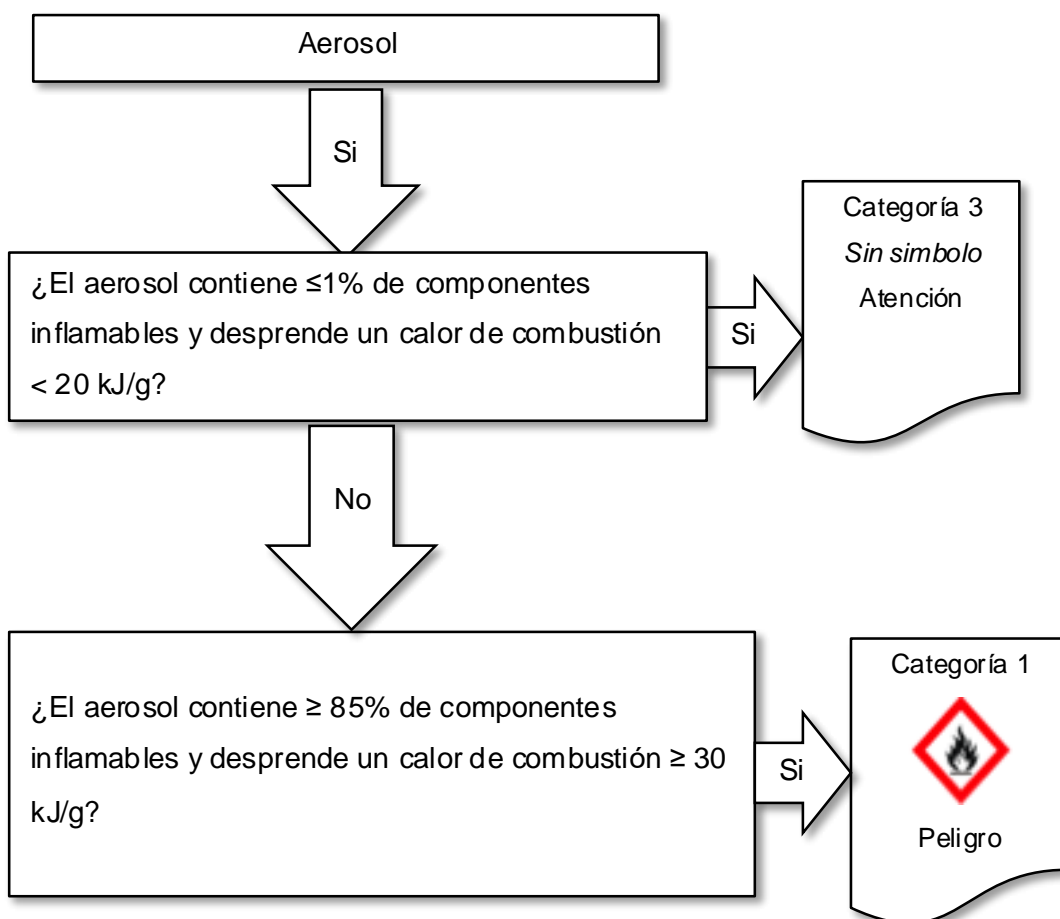 Aerosol
Si
¿El aerosol contiene ≤1% de componentes
inflamables y desprende un calor de combustión
< 20 kJ/g?
Si
Categoría 3
Sin simbolo
Atención
No
¿El aerosol contiene ≥ 85% de componentes
inflamables y desprende un calor de combustión ≥ 30
kJ/g?
Si
Categoría 1
Peligro